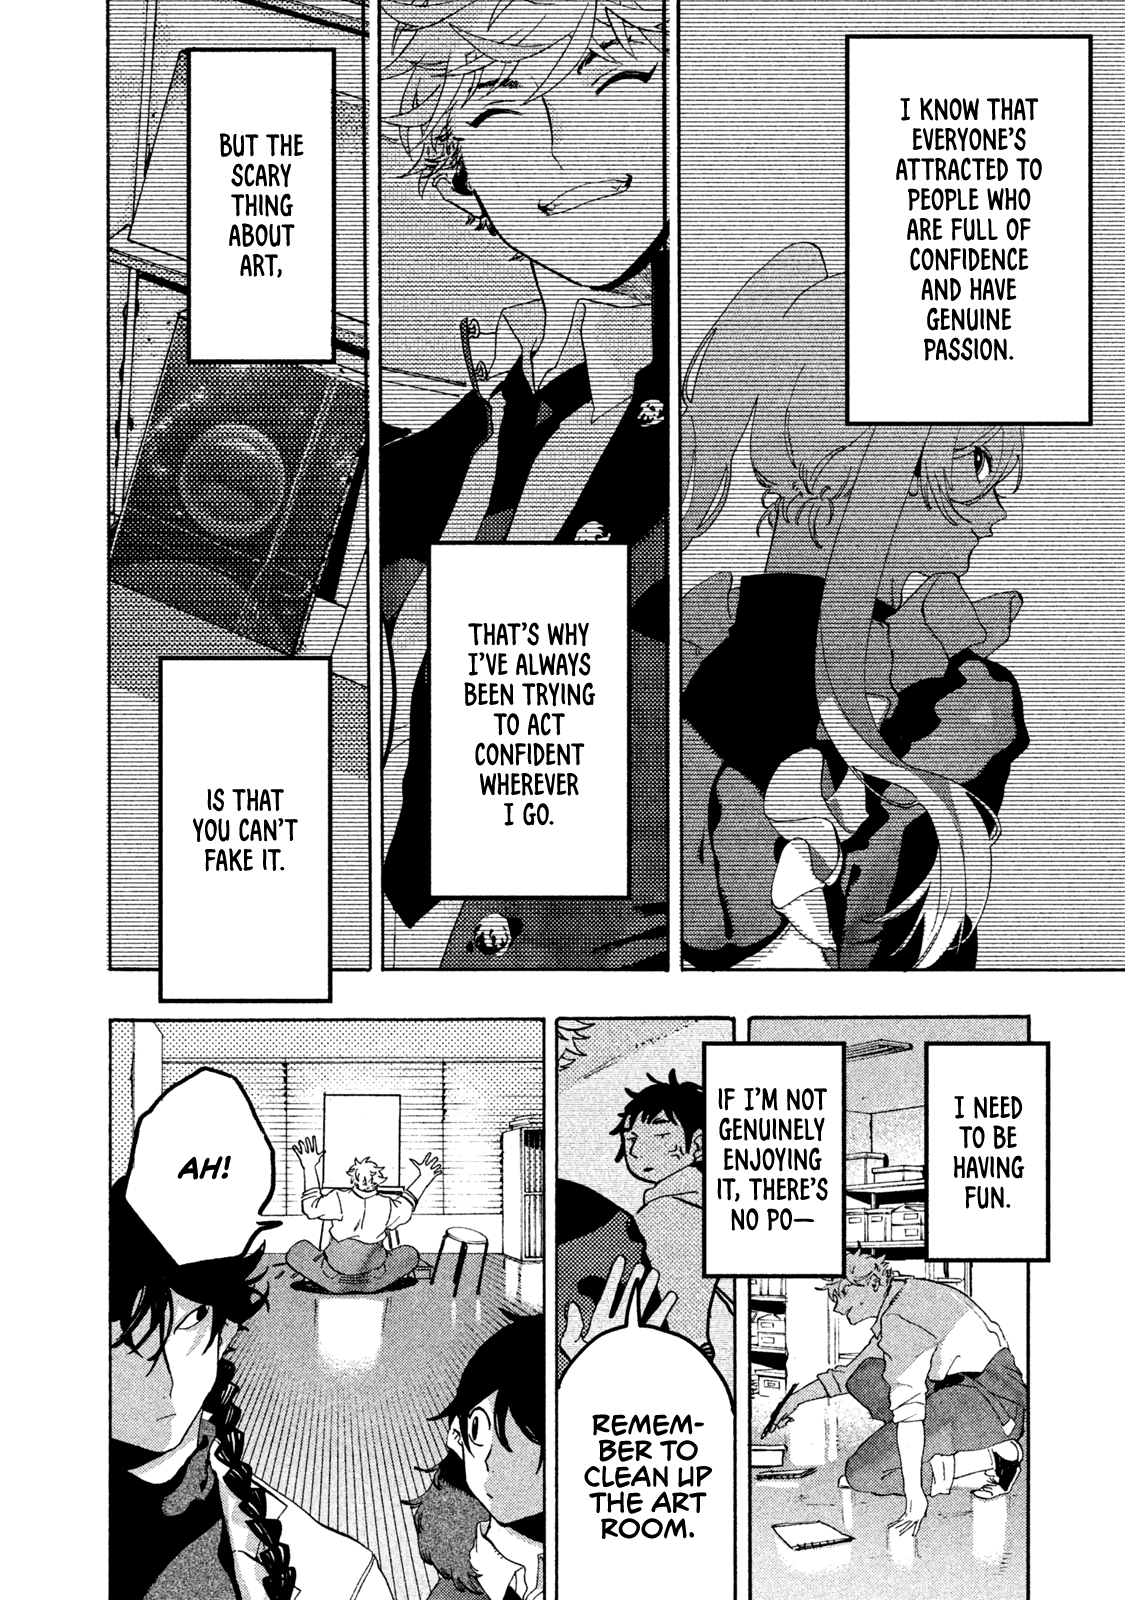 I KNOW THAT
EVERYONE'S
ATTRACTED TO
PEOPLE WHO
ARE FULL OF
CONFIDENCE
AND HAVE
GENUINE
PASSION.
THAT'S WHY
I'VE ALWAYS
BEEN TRYING
TO ACT
CONFIDENT
WHEREVER
I GO.
BUT THE
SCARY
THING
ABOUT
ART,
IS THAT
YOU CAN'T
FAKE IT.
I NEED
TO BE
HAVING
FUN.
IF I'M NOT
GENUINELY
ENJOYING
IT, THERE'S
NO PO—
REMEM-
BER TO
CLEAN UP
THE ART
ROOM.
AH!